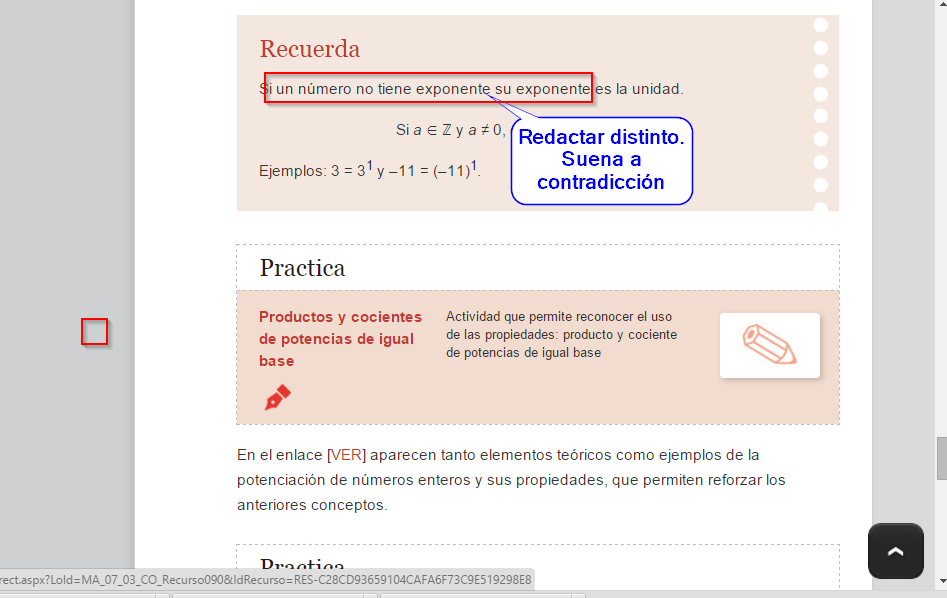 Recuerda
Si un número no tiene exponente su exponente es la unidad.
Si a ∈ ℤ y a ≠ 0,
Redactar distinto.
Suena a
contradicción
Ejemplos: 3 = 3¹ y –11 = (–11)¹.
Practica
Productos y cocientes
de potencias de igual
base
Actividad que permite reconocer el uso
de las propiedades: producto y cociente
de potencias de igual base
En el enlace [VER] aparecen tanto elementos teóricos como ejemplos de la
potenciación de números enteros y sus propiedades, que permiten reforzar los
anteriores conceptos.
Practica
rect.aspx?LoId=MA_07_03_CO_Recurso090&IdRecurso=RES-C28CD93659104CAFA6F73C9E519298E8